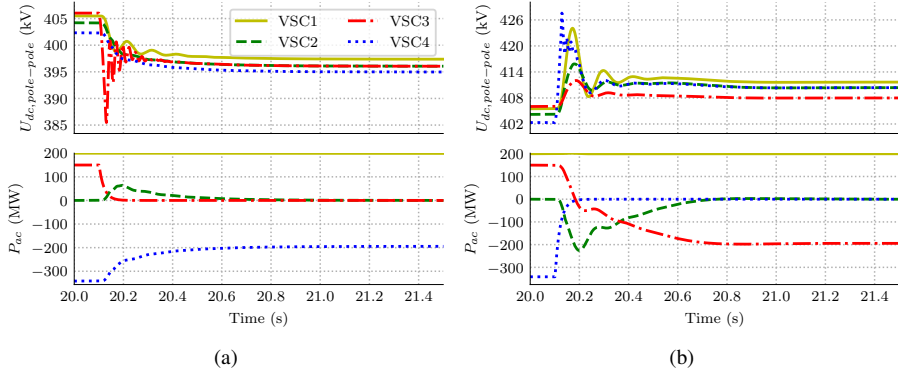 U_{dc,pole-pole} (kV)
405
400
395
390
385
VSC1 VSC3
VSC2 VSC4
P_{ac} (MW)
200
100
0
−100
−200
−300
20.0 20.2 20.4 20.6 20.8 21.0 21.2 21.4
Time (s)
(a)
U_{dc,pole-pole} (kV)
426
420
414
408
402
P_{ac} (MW)
200
100
0
−100
−200
−300
20.0 20.2 20.4 20.6 20.8 21.0 21.2 21.4
Time (s)
(b)